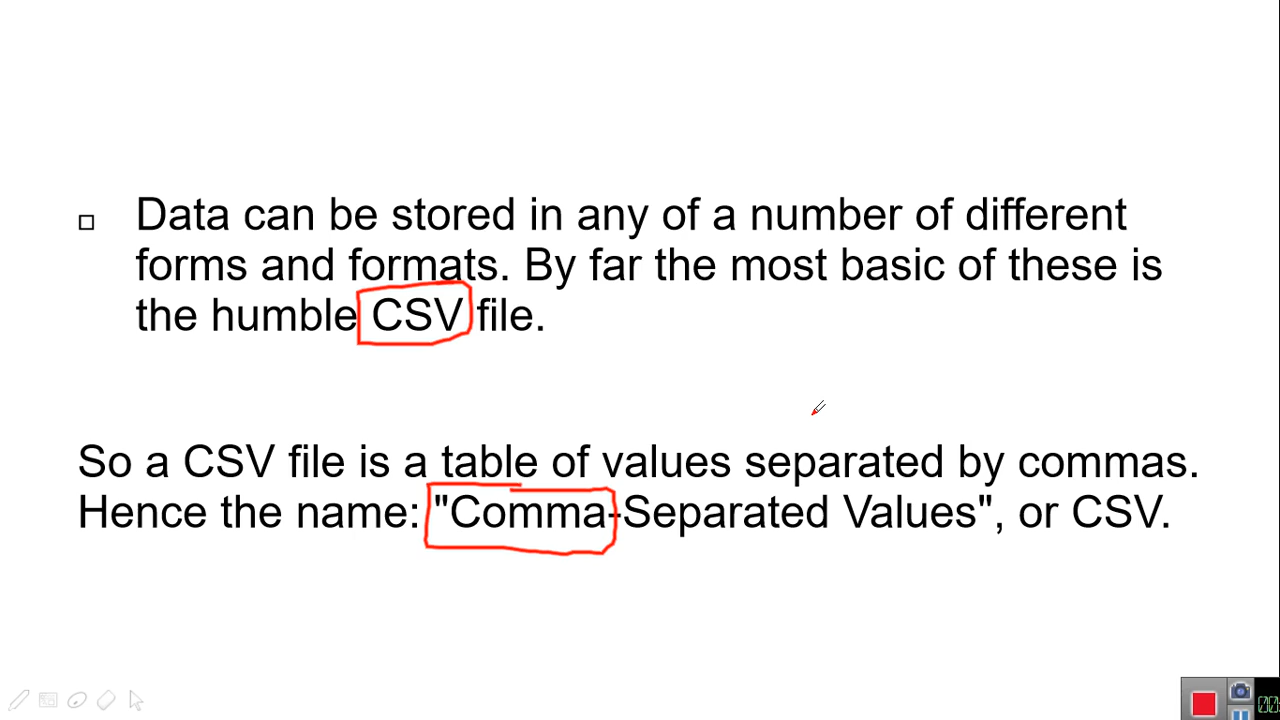 Data can be stored in any of a number of different
forms and formats. By far the most basic of these is
the humble CSV file.
So a CSV file is a table of values separated by commas.
Hence the name: "Comma-Separated Values", or CSV.